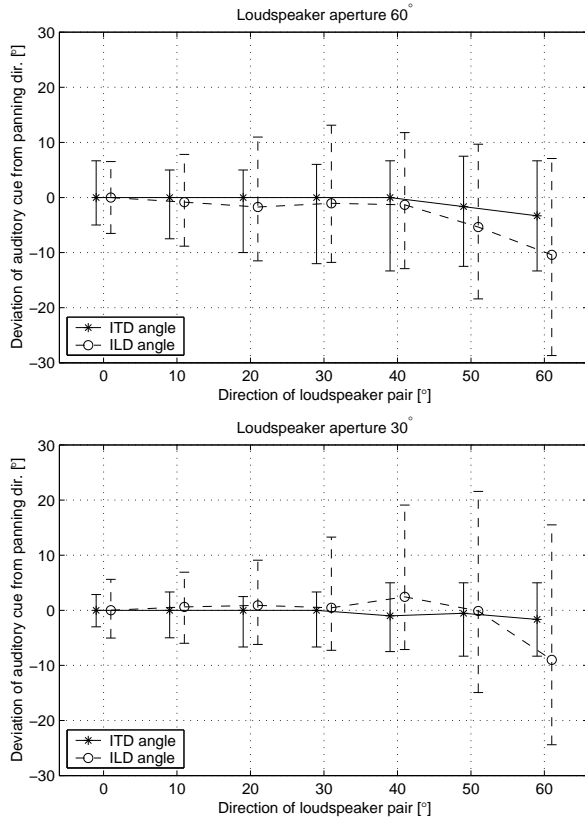 Loudspeaker aperture 60°
Deviation of auditory cue from panning dir. [°]
30
20
10
0
−10
−20
−30
ITD angle
ILD angle
0 10 20 30 40 50 60
Direction of loudspeaker pair [°]
Loudspeaker aperture 30°
Deviation of auditory cue from panning dir. [°]
30
20
10
0
−10
−20
−30
ITD angle
ILD angle
0 10 20 30 40 50 60
Direction of loudspeaker pair [°]